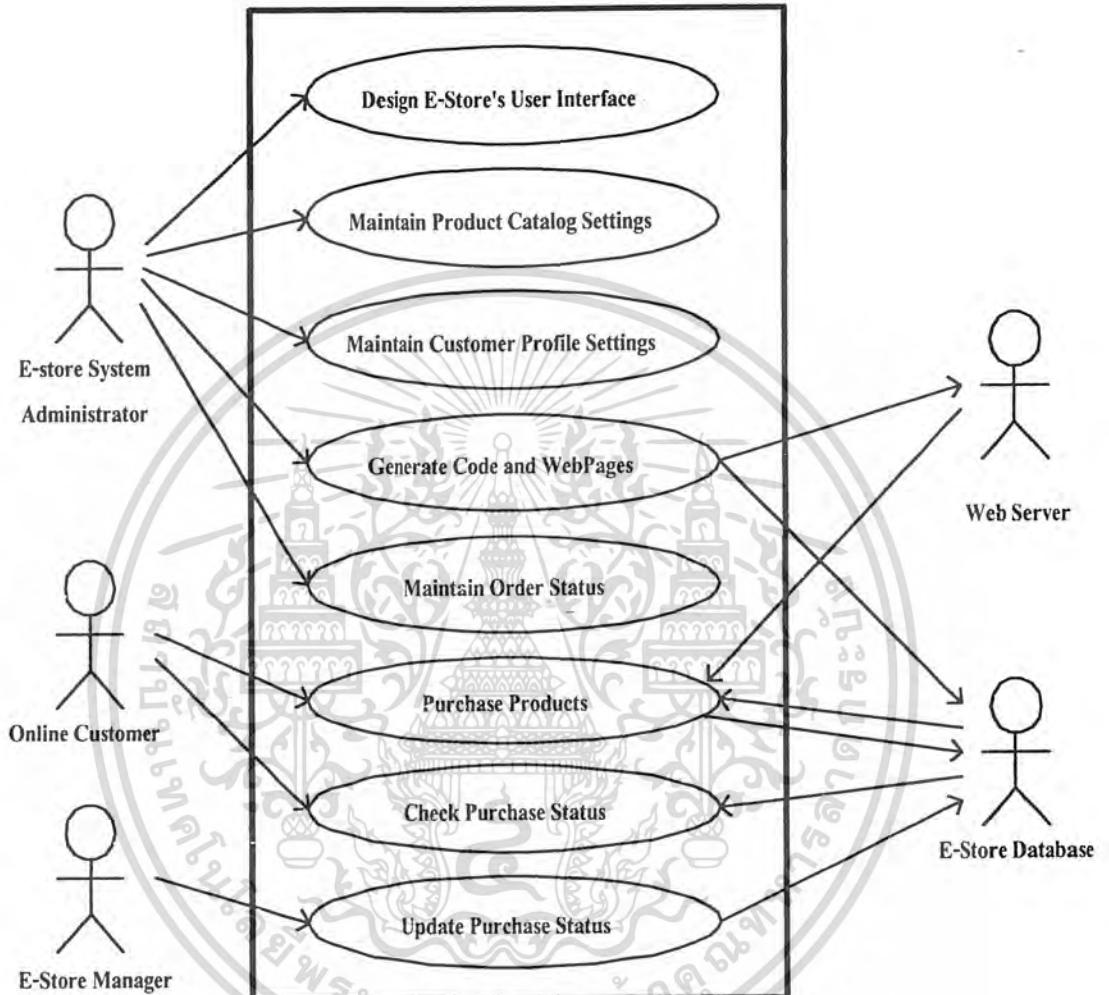 Design E-Store's User Interface
Maintain Product Catalog Settings
Maintain Customer Profile Settings
Generate Code and WebPages
Maintain Order Status
Purchase Products
Check Purchase Status
Update Purchase Status
E-store System
Administrator
Online Customer
E-Store Manager
Web Server
E-Store Database